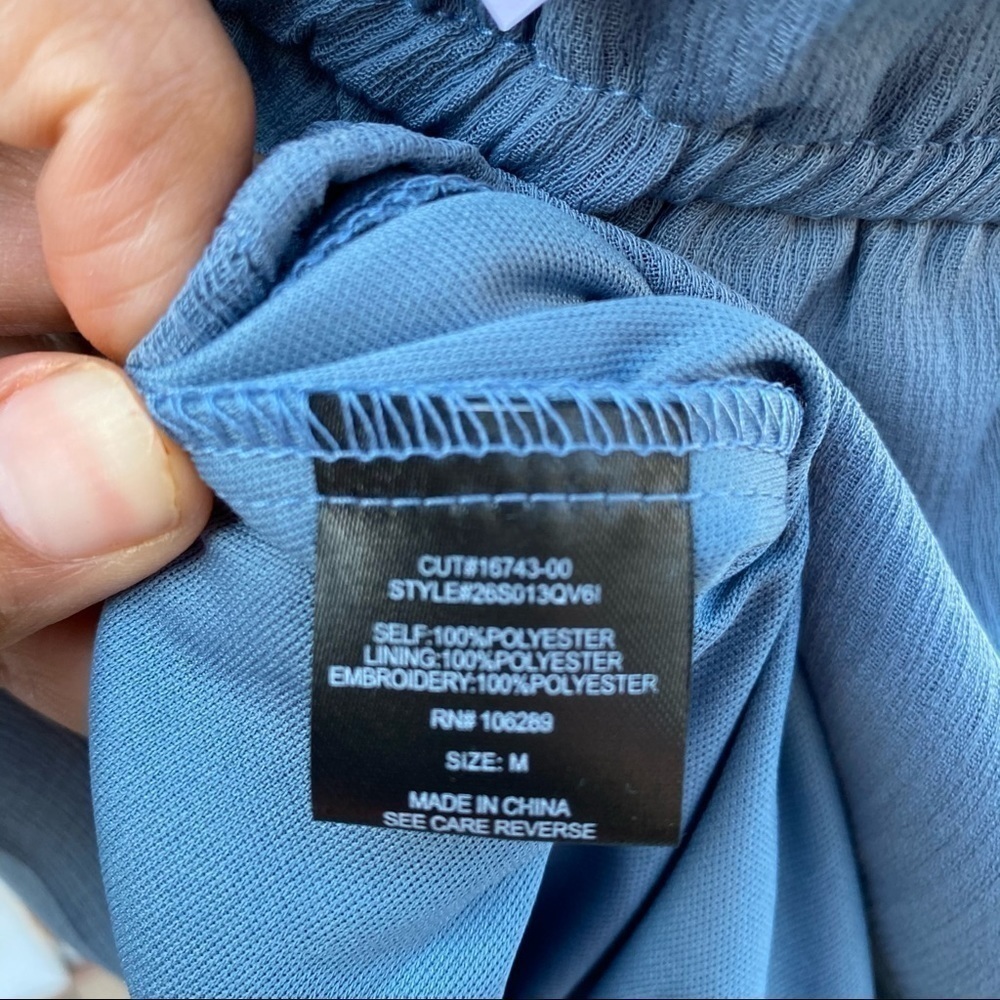 CUT#16743-00
STYLE#26S013QV6I
SELF:100%POLYESTER
LINING:100%POLYESTER
EMBROIDERY:100%POLYESTER
RN# 106289
SIZE: M
MADE IN CHINA
SEE CARE REVERSE